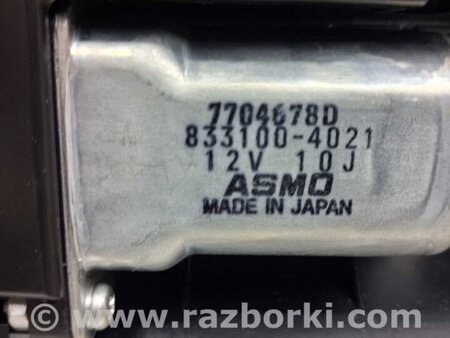 7704678D
833100-4021
12V 10J
ASMO
MADE IN JAPAN
© www.razborki.com